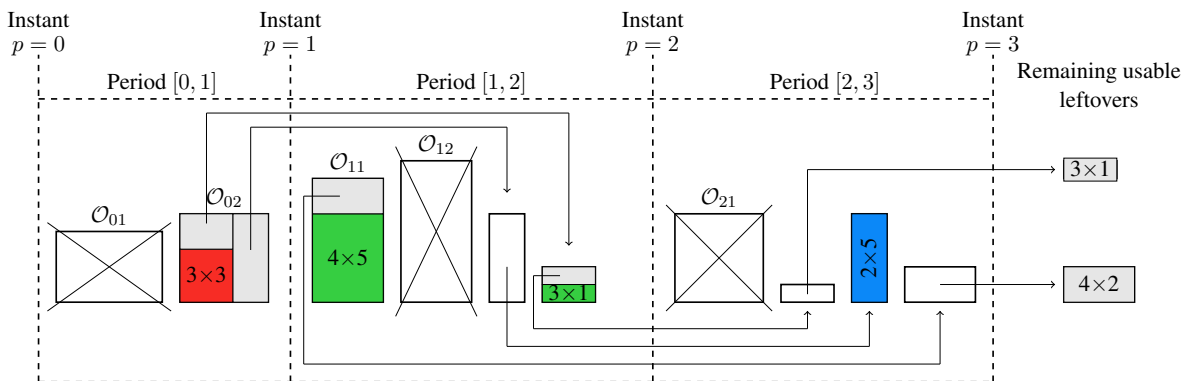 Instant
p = 0
Instant
p = 1
Instant
p = 2
Instant
p = 3
Period [0, 1]
Period [1, 2]
Period [2, 3]
Remaining usable
leftovers
𝒪₀₁
𝒪₀₂
3×3
𝒪₁₁
4×5
𝒪₁₂
3×1
𝒪₂₁
2×5
3×1
4×2